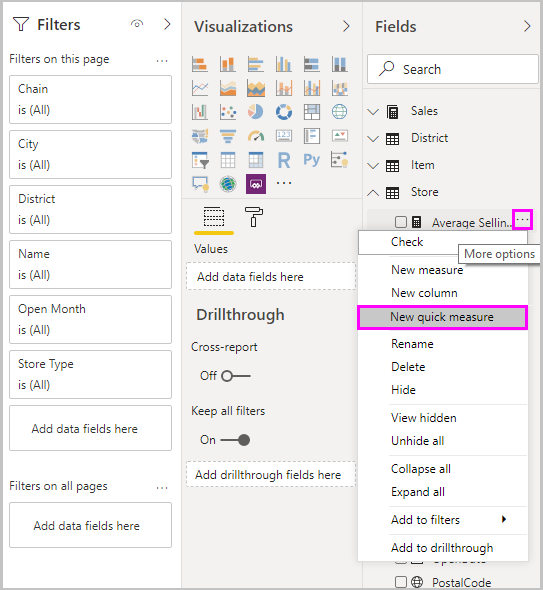 Filters
Filters on this page
...
Chain
is (All)
City
is (All)
District
is (All)
Name
is (All)
Open Month
is (All)
Store Type
is (All)
Add data fields here
Filters on all pages
...
Add data fields here
Visualizations
123
R
Py
...
Values
Add data fields here
Drillthrough
Cross-report
Off
Keep all filters
On
Add drillthrough fields here
Fields
Search
Sales
District
Item
Store
Average Sellin...
...
Check
More options
New measure
New column
New quick measure
Rename
Delete
Hide
View hidden
Unhide all
Collapse all
Expand all
Add to filters
Add to drillthrough
PostalCode